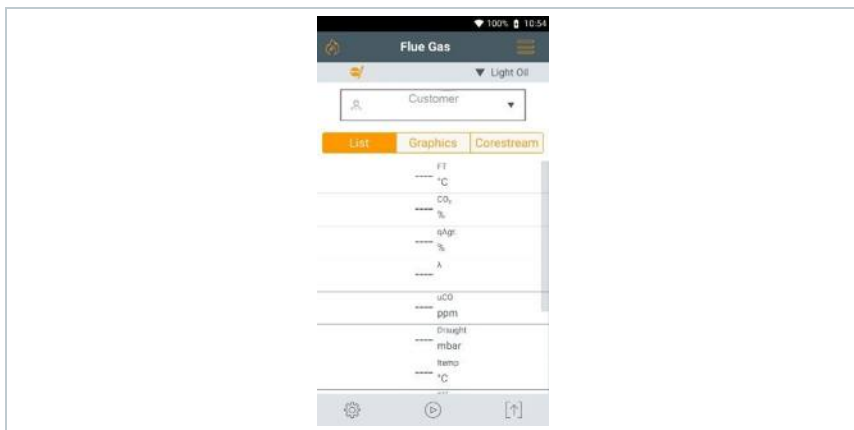 100% 10:54
Flue Gas
Light Oil
Customer
List Graphics Corestream
FT
---- °C
CO₂
---- %
qAgr.
---- %
λ
----
uCO
---- ppm
Draught
---- mbar
Itemp
---- °C